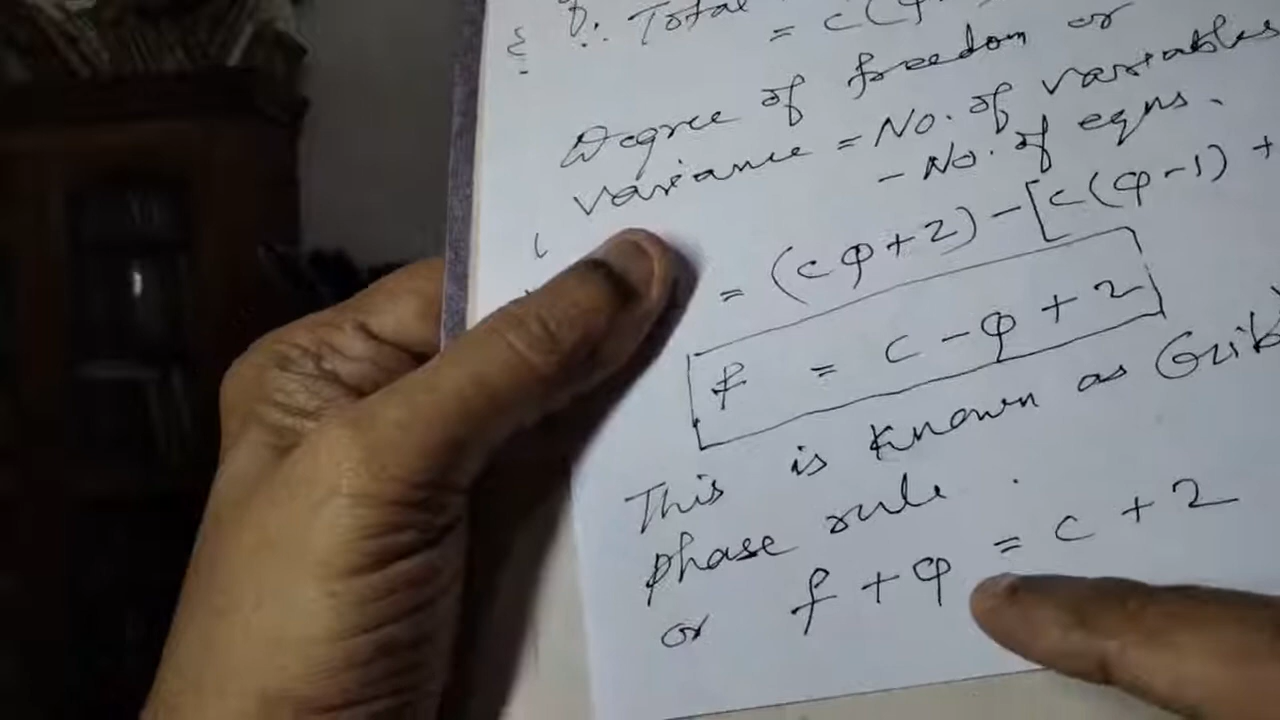 ∴ Total
= c(φ
Degree of freedom or
variance = No. of variables
- No. of eqns.
= (cφ+2) - [c(φ-1) +
f = c - φ + 2
This is known as
phase rule.
or f + φ = c + 2